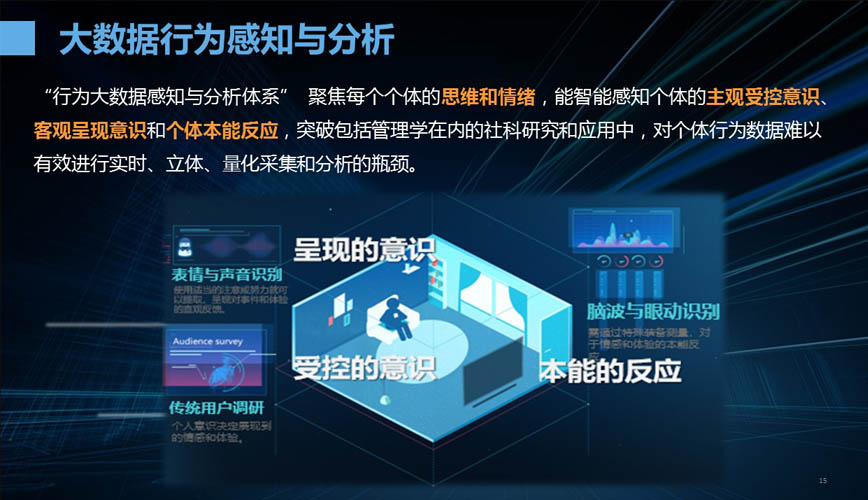 大数据行为感知与分析
“行为大数据感知与分析体系” 聚焦每个个体的思维和情绪，能智能感知个体的主观受控意识、
客观呈现意识和个体本能反应，突破包括管理学在内的社科研究和应用中，对个体行为数据难以
有效进行实时、立体、量化采集和分析的瓶颈。
呈现的意识
表情与声音识别
使用适当的注意或努力就可
以提取，呈现对事件和体验
的直观反馈。
Audience survey
受控的意识
传统用户调研
个人意识决定展现到
的情感和体验。
脑波与眼动识别
需通过特殊装备测量，对
于情感和体验的本能反
应
本能的反应
15